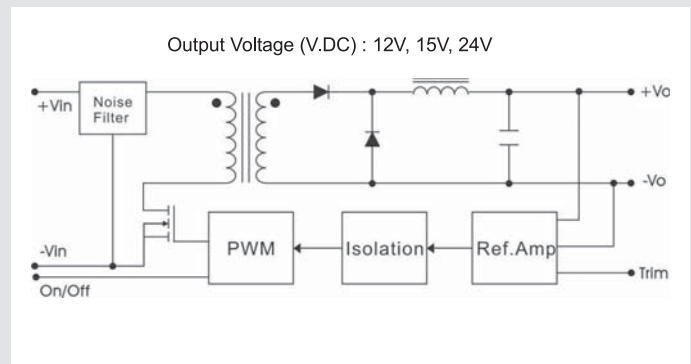 Output Voltage (V.DC) : 12V, 15V, 24V
+Vin
Noise
Filter
+Vo
-Vo
-Vin
PWM
Isolation
Ref.Amp
Trim
On/Off